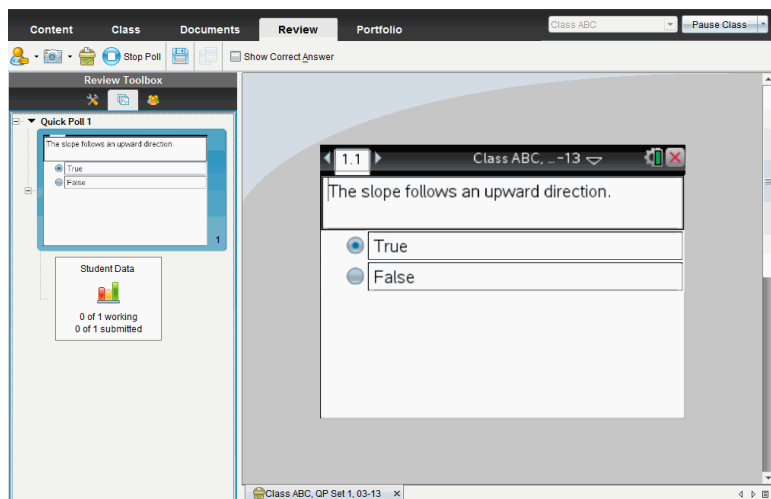 Content Class Documents Review Portfolio Class ABC Pause Class
Stop Poll Show Correct Answer
Review Toolbox
Quick Poll 1
The slope follows an upward direction.
True
False
1
Student Data
0 of 1 working
0 of 1 submitted
1.1 Class ABC, ...-13
The slope follows an upward direction.
True
False
Class ABC, QP Set 1, 03-13